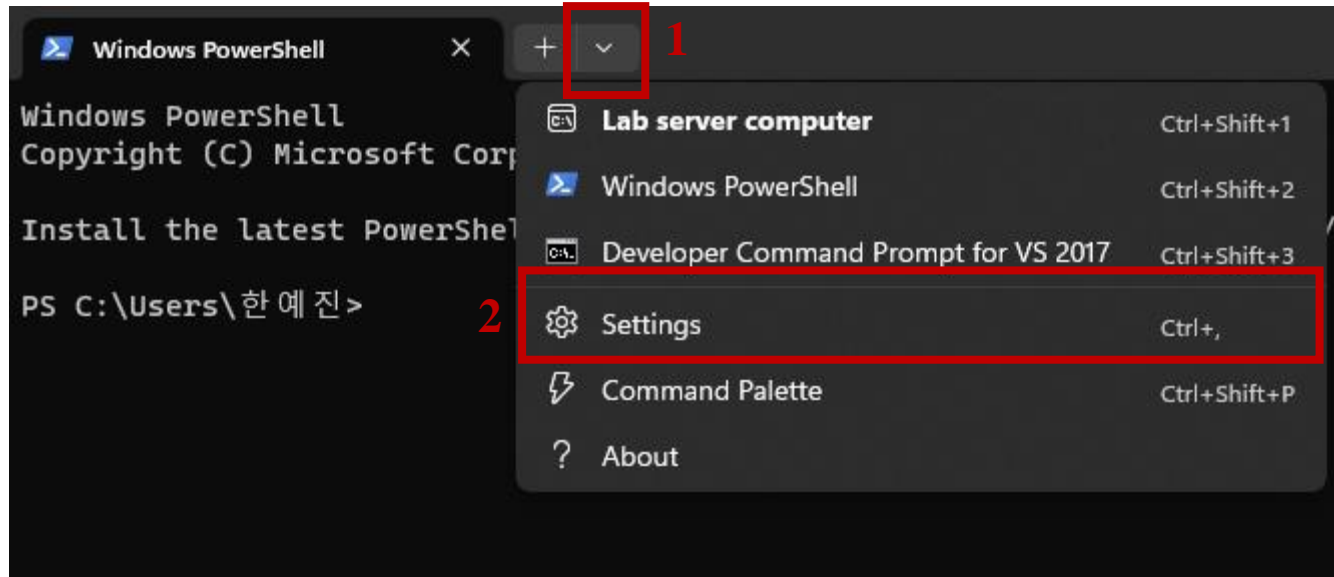 Windows PowerShell
1
Windows PowerShell
Copyright (C) Microsoft
Install the latest
PS C:\Users\한예진>
Lab server computer Ctrl+Shift+1
Windows PowerShell Ctrl+Shift+2
Developer Command Prompt for VS 2017 Ctrl+Shift+3
2
Settings Ctrl+,
Command Palette Ctrl+Shift+P
? About